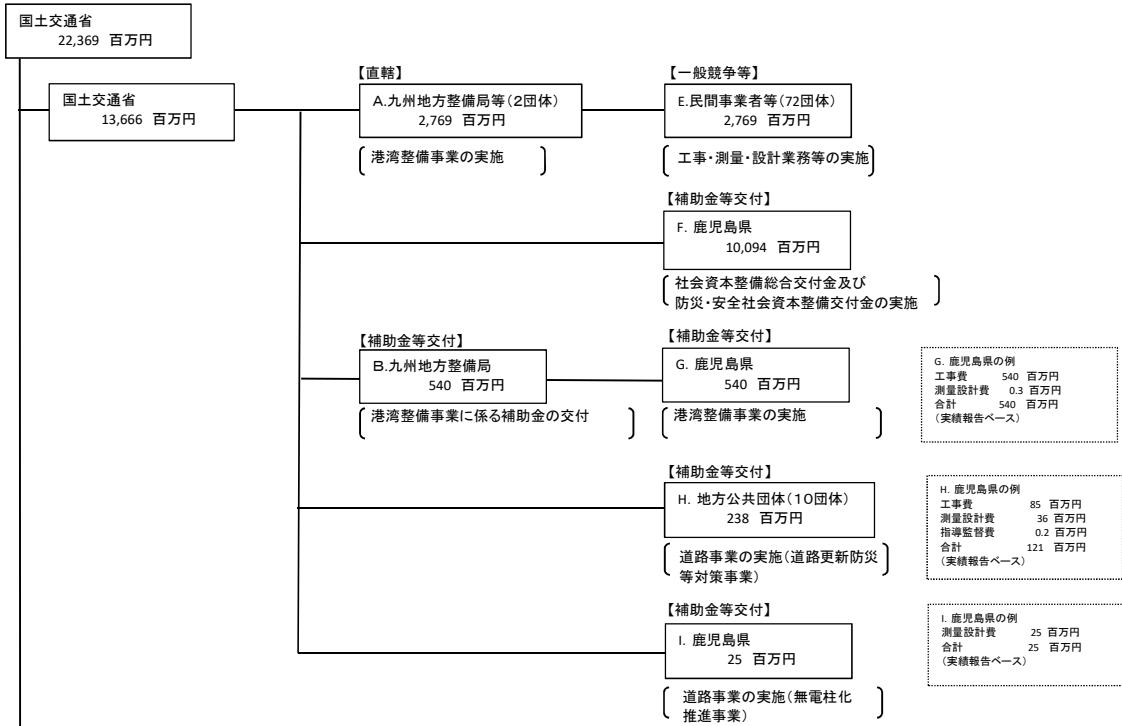 国土交通省
22,369 百万円
国土交通省
13,666 百万円
【直轄】
A.九州地方整備局等(2団体)
2,769 百万円
港湾整備事業の実施
【一般競争等】
E.民間事業者等(72団体)
2,769 百万円
工事・測量・設計業務等の実施
【補助金等交付】
F. 鹿児島県
10,094 百万円
社会資本整備総合交付金及び
防災・安全社会資本整備交付金の実施
【補助金等交付】
B.九州地方整備局
540 百万円
港湾整備事業に係る補助金の交付
【補助金等交付】
G. 鹿児島県
540 百万円
港湾整備事業の実施
G. 鹿児島県の例
工事費 540 百万円
測量設計費 0.3 百万円
合計 540 百万円
(実績報告ベース)
【補助金等交付】
H. 地方公共団体(10団体)
238 百万円
道路事業の実施(道路更新防災
等対策事業)
H. 鹿児島県の例
工事費 85 百万円
測量設計費 36 百万円
指導監督費 0.2 百万円
合計 121 百万円
(実績報告ベース)
【補助金等交付】
I. 鹿児島県
25 百万円
道路事業の実施(無電柱化
推進事業)
I. 鹿児島県の例
測量設計費 25 百万円
合計 25 百万円
(実績報告ベース)